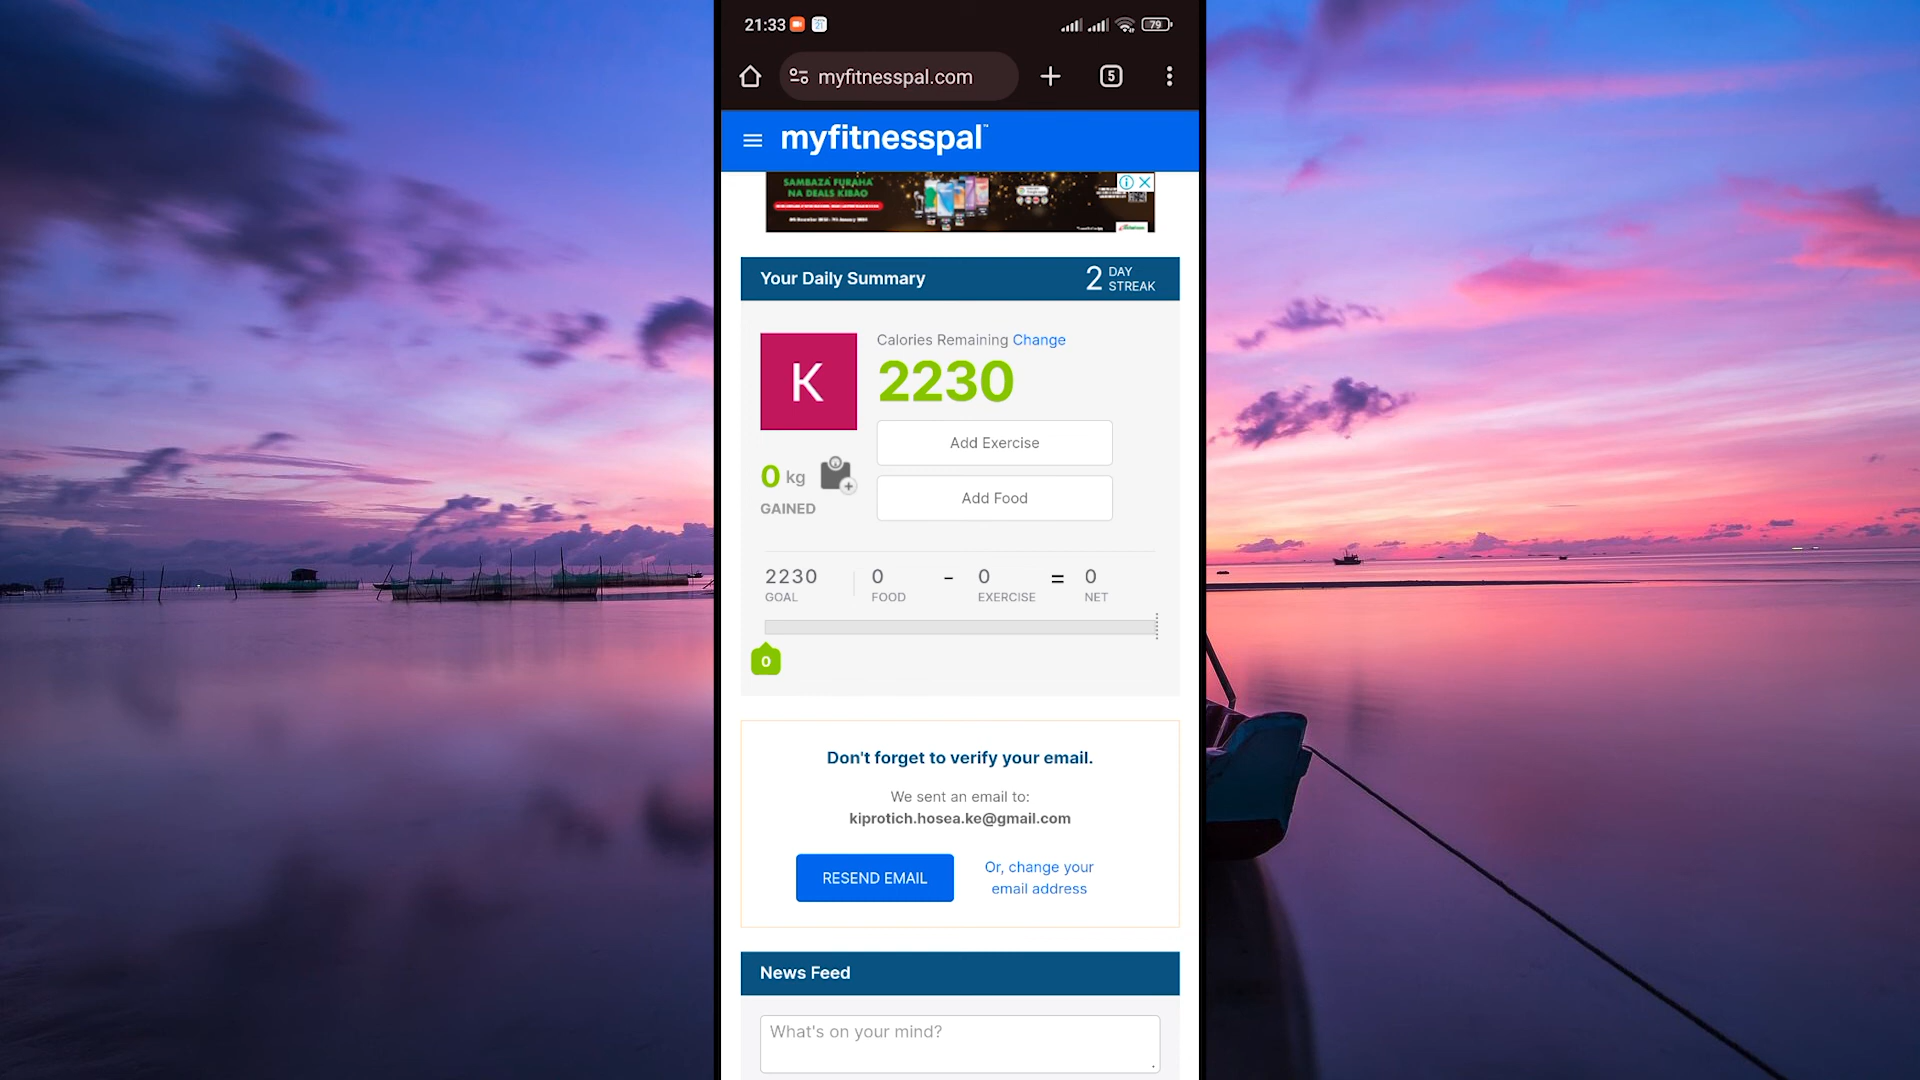 21:33
21
79
myfitnesspal.com
5
myfitnesspal™
SAMBAZA FURAHA
NA DEALS KIBAO
Your Daily Summary
2 DAY
STREAK
Calories Remaining Change
K
2230
Add Exercise
0 kg
GAINED
Add Food
2230 0 - 0 = 0
GOAL FOOD EXERCISE NET
0
Don't forget to verify your email.
We sent an email to:
kiprotich.hosea.ke@gmail.com
RESEND EMAIL
Or, change your
email address
News Feed
What's on your mind?